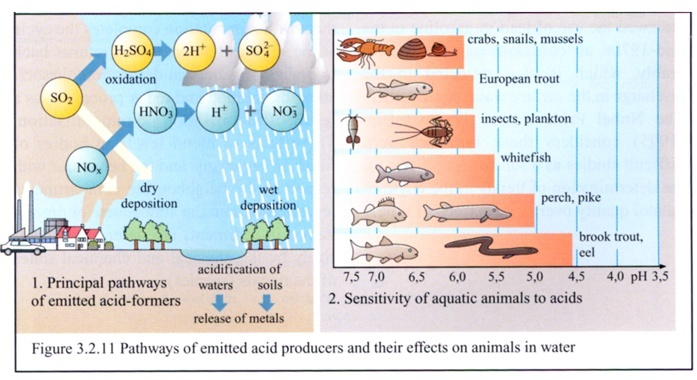 H₂SO₄
2H⁺ + SO₄²⁻
oxidation
SO₂
HNO₃
H⁺ + NO₃⁻
NOₓ
dry
deposition
wet
deposition
1. Principal pathways
of emitted acid-formers
acidification of
waters soils
release of metals
crabs, snails, mussels
European trout
insects, plankton
whitefish
perch, pike
brook trout,
eel
7,5 7,0 6,5 6,0 5,5 5,0 4,5 4,0 pH 3,5
2. Sensitivity of aquatic animals to acids
Figure 3.2.11 Pathways of emitted acid producers and their effects on animals in water